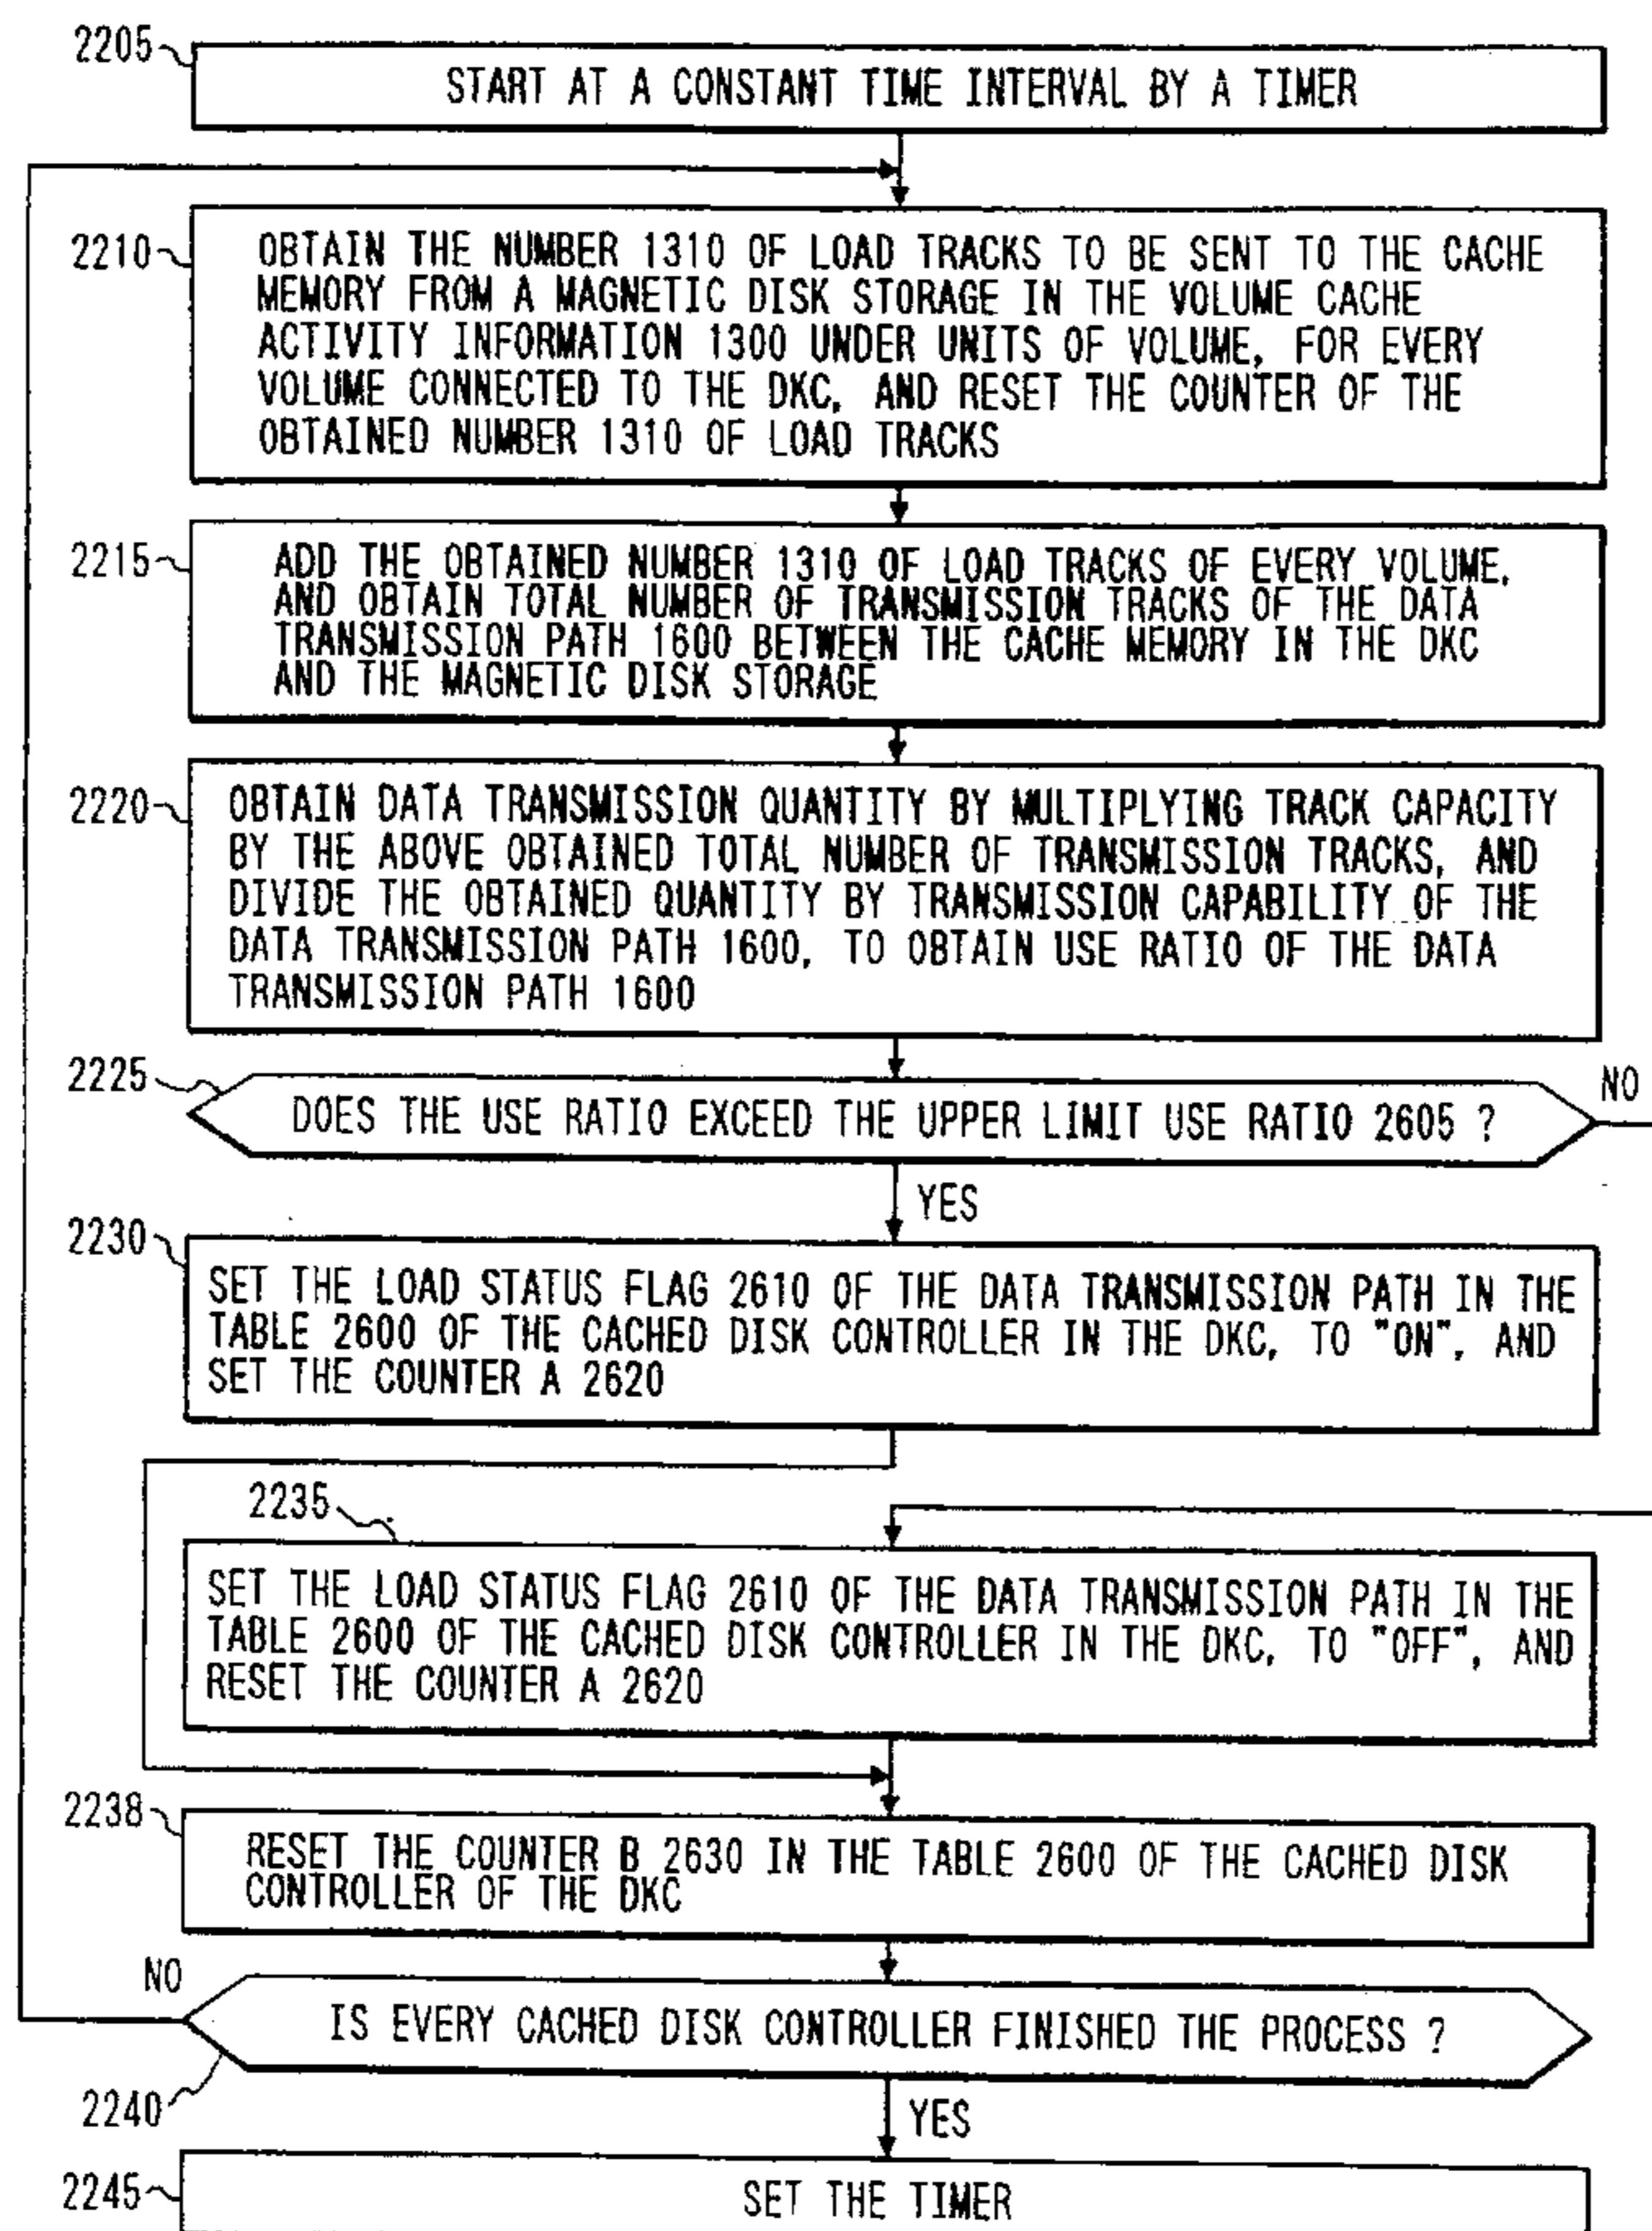 2205
START AT A CONSTANT TIME INTERVAL BY A TIMER
2210
OBTAIN THE NUMBER 1310 OF LOAD TRACKS TO BE SENT TO THE CACHE
MEMORY FROM A MAGNETIC DISK STORAGE IN THE VOLUME CACHE
ACTIVITY INFORMATION 1300 UNDER UNITS OF VOLUME, FOR EVERY
VOLUME CONNECTED TO THE DKC, AND RESET THE COUNTER OF THE
OBTAINED NUMBER 1310 OF LOAD TRACKS
2215
ADD THE OBTAINED NUMBER 1310 OF LOAD TRACKS OF EVERY VOLUME,
AND OBTAIN TOTAL NUMBER OF TRANSMISSION TRACKS OF THE DATA
TRANSMISSION PATH 1600 BETWEEN THE CACHE MEMORY IN THE DKC
AND THE MAGNETIC DISK STORAGE
2220
OBTAIN DATA TRANSMISSION QUANTITY BY MULTIPLYING TRACK CAPACITY
BY THE ABOVE OBTAINED TOTAL NUMBER OF TRANSMISSION TRACKS, AND
DIVIDE THE OBTAINED QUANTITY BY TRANSMISSION CAPABILITY OF THE
DATA TRANSMISSION PATH 1600, TO OBTAIN USE RATIO OF THE DATA
TRANSMISSION PATH 1600
2225
DOES THE USE RATIO EXCEED THE UPPER LIMIT USE RATIO 2605 ?
NO
YES
2230
SET THE LOAD STATUS FLAG 2610 OF THE DATA TRANSMISSION PATH IN THE
TABLE 2600 OF THE CACHED DISK CONTROLLER IN THE DKC, TO "ON", AND
SET THE COUNTER A 2620
2235
SET THE LOAD STATUS FLAG 2610 OF THE DATA TRANSMISSION PATH IN THE
TABLE 2600 OF THE CACHED DISK CONTROLLER IN THE DKC, TO "OFF", AND
RESET THE COUNTER A 2620
2238
RESET THE COUNTER B 2630 IN THE TABLE 2600 OF THE CACHED DISK
CONTROLLER OF THE DKC
NO
IS EVERY CACHED DISK CONTROLLER FINISHED THE PROCESS ?
2240
YES
2245
SET THE TIMER